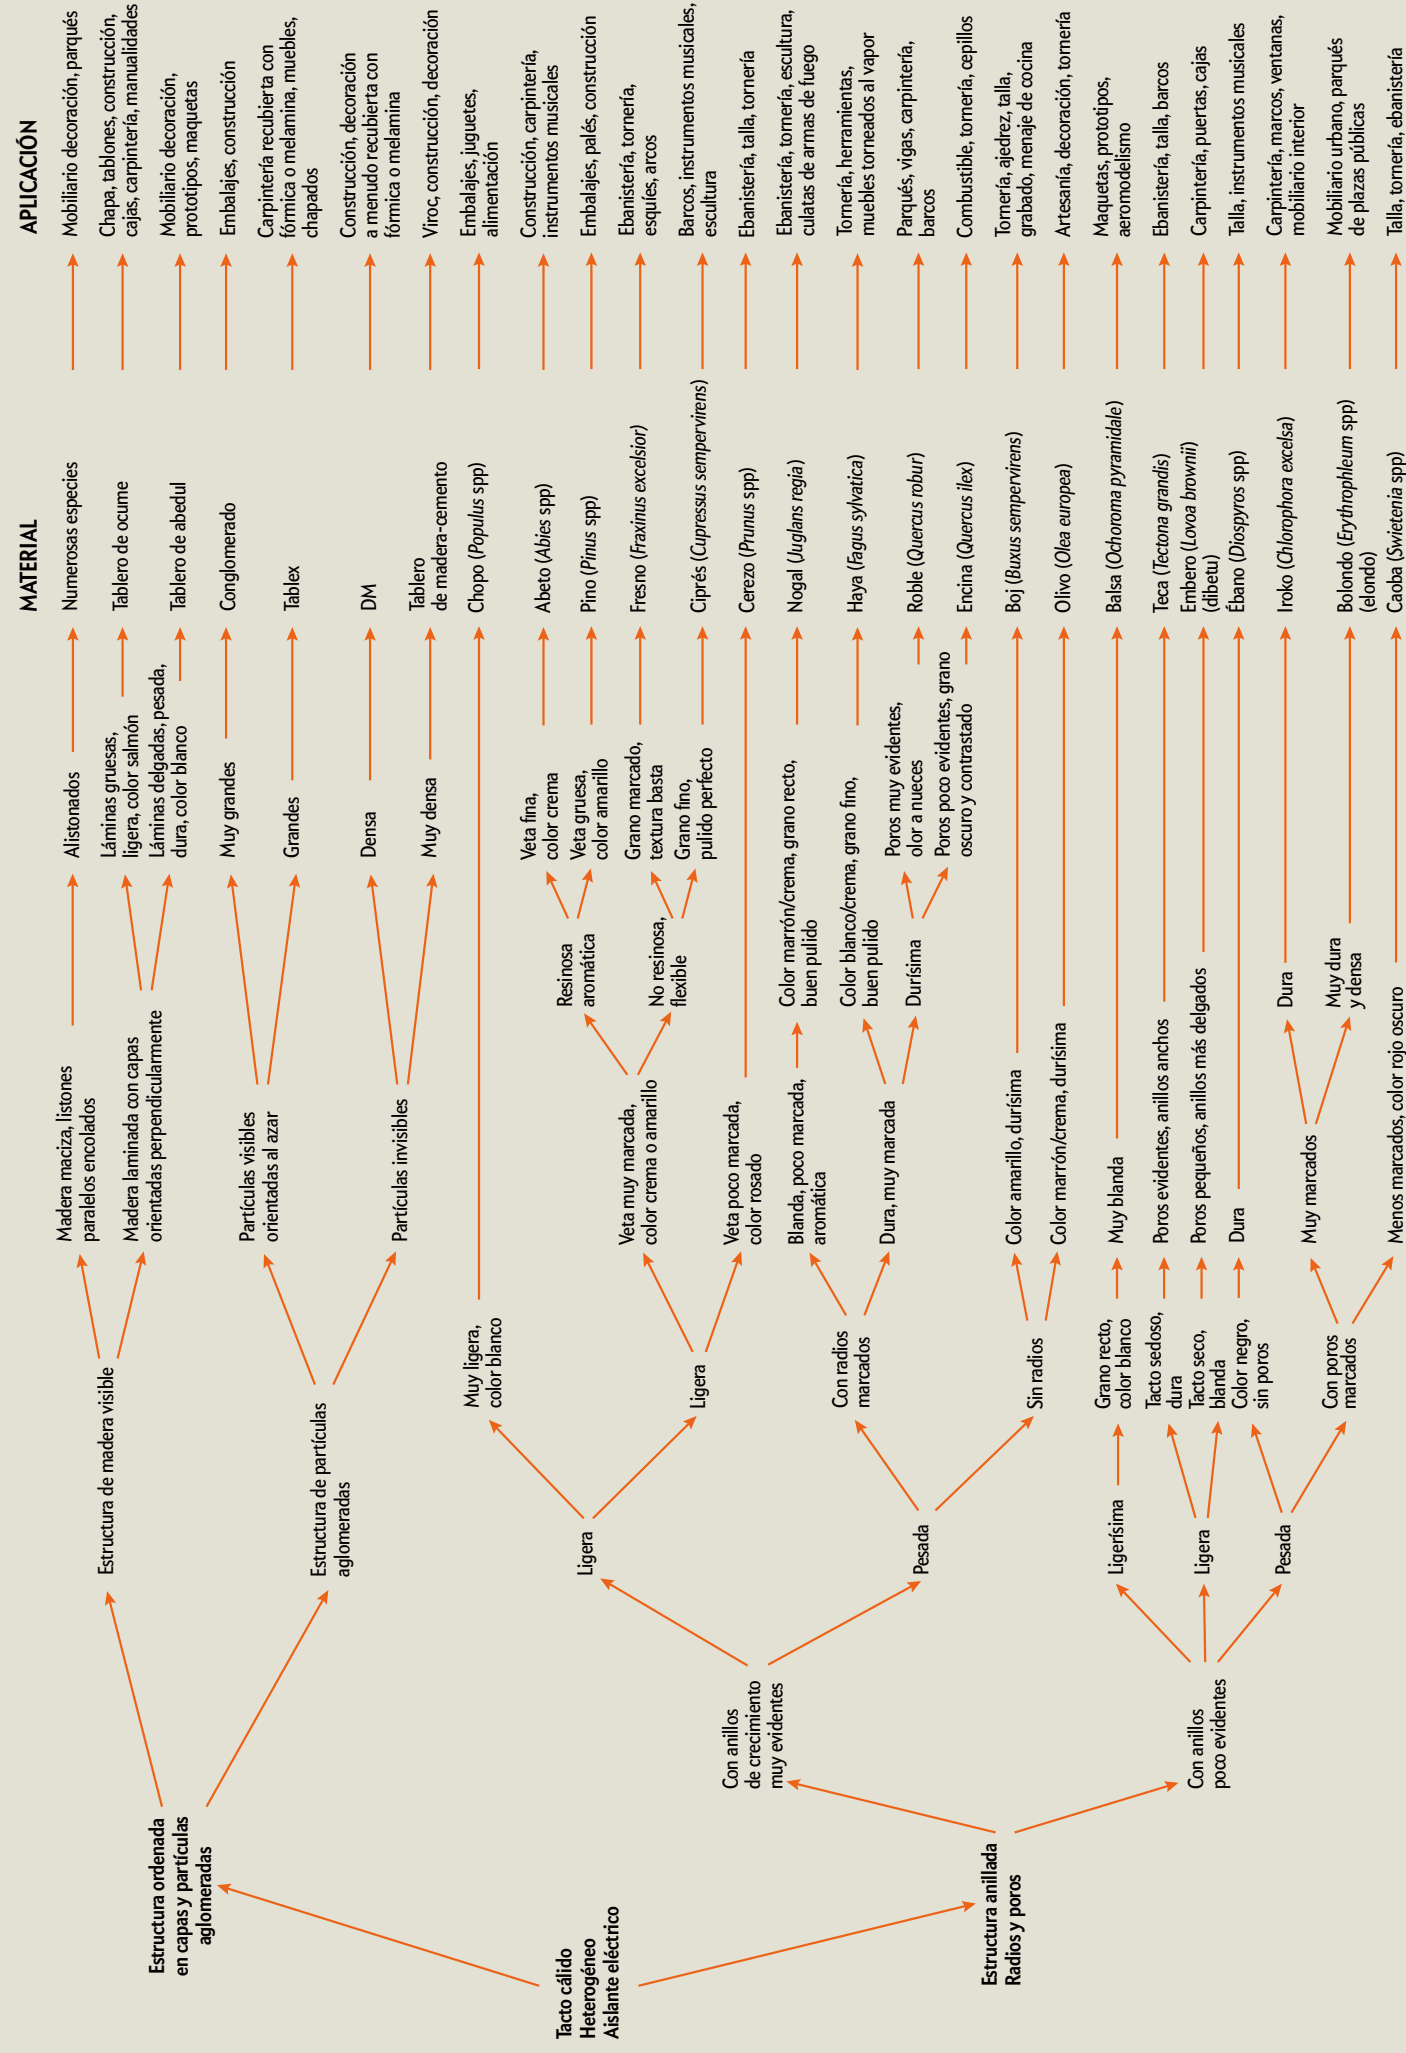 MATERIAL
APLICACIÓN
Tacto cálido
Heterogéneo
Aislante eléctrico
Estructura ordenada
en capas y partículas
aglomeradas
Estructura de madera visible
Madera maciza, listones
paralelos encolados
Alistonados
Numerosas especies
Mobiliario decoración, parqués
Madera laminada con capas
orientadas perpendicularmente
Láminas gruesas,
ligera, color salmón
Tablero de ocume
Chapa, tablones, construcción,
cajas, carpintería, manualidades
Láminas delgadas, pesada,
dura, color blanco
Tablero de abedul
Mobiliario decoración,
prototipos, maquetas
Estructura de partículas
aglomeradas
Partículas visibles
orientadas al azar
Muy grandes
Conglomerado
Embalajes, construcción
Grandes
Tablex
Carpintería recubierta con
fórmica o melamina, muebles,
chapados
Partículas invisibles
Densa
DM
Construcción, decoración
a menudo recubierta con
fórmica o melamina
Muy densa
Tablero
de madera-cemento
Viroc, construcción, decoración
Estructura anillada
Radios y poros
Con anillos
de crecimiento
muy evidentes
Ligera
Muy ligera,
color blanco
Chopo (Populus spp)
Embalajes, juguetes,
alimentación
Ligera
Veta muy marcada,
color crema o amarillo
Resinosa
aromática
Veta fina,
color crema
Abeto (Abies spp)
Construcción, carpintería,
instrumentos musicales
Veta gruesa,
color amarillo
Pino (Pinus spp)
Embalajes, palés, construcción
No resinosa,
flexible
Grano marcado,
textura basta
Fresno (Fraxinus excelsior)
Ebanistería, tornería,
esquíes, arcos
Grano fino,
pulido perfecto
Ciprés (Cupressus sempervirens)
Barcos, instrumentos musicales,
escultura
Veta poco marcada,
color rosado
Cerezo (Prunus spp)
Ebanistería, talla, tornería
Pesada
Con radios
marcados
Blanda, poco marcada,
aromática
Color marrón/crema, grano recto,
buen pulido
Nogal (Juglans regia)
Ebanistería, tornería, escultura,
culatas de armas de fuego
Dura, muy marcada
Color blanco/crema, grano fino,
buen pulido
Haya (Fagus sylvatica)
Tornería, herramientas,
muebles torneados al vapor
Durísima
Poros muy evidentes,
olor a nueces
Roble (Quercus robur)
Parqués, vigas, carpintería,
barcos
Poros poco evidentes, grano
oscuro y contrastado
Encina (Quercus ilex)
Combustible, tornería, cepillos
Sin radios
Color amarillo, durísima
Boj (Buxus sempervirens)
Tornería, ajedrez, talla,
grabado, menaje de cocina
Color marrón/crema, durísima
Olivo (Olea europea)
Artesanía, decoración, tornería
Con anillos
poco evidentes
Ligerísima
Grano recto,
color blanco
Muy blanda
Balsa (Ochoroma pyramidale)
Maquetas, prototipos,
aeromodelismo
Ligera
Tacto sedoso,
dura
Poros evidentes, anillos anchos
Teca (Tectona grandis)
Ebanistería, talla, barcos
Tacto seco,
blanda
Poros pequeños, anillos más delgados
Embero (Lovoa brownii)
(dibetu)
Carpintería, puertas, cajas
Pesada
Color negro,
sin poros
Dura
Ébano (Diospyros spp)
Talla, instrumentos musicales
Con poros
marcados
Muy marcados
Dura
Iroko (Chlorophora excelsa)
Carpintería, marcos, ventanas,
mobiliario interior
Muy dura
y densa
Bolondo (Erythrophleum spp)
(elondo)
Mobiliario urbano, parqués
de plazas públicas
Menos marcados, color rojo oscuro
Caoba (Swietenia spp)
Talla, tornería, ebanistería